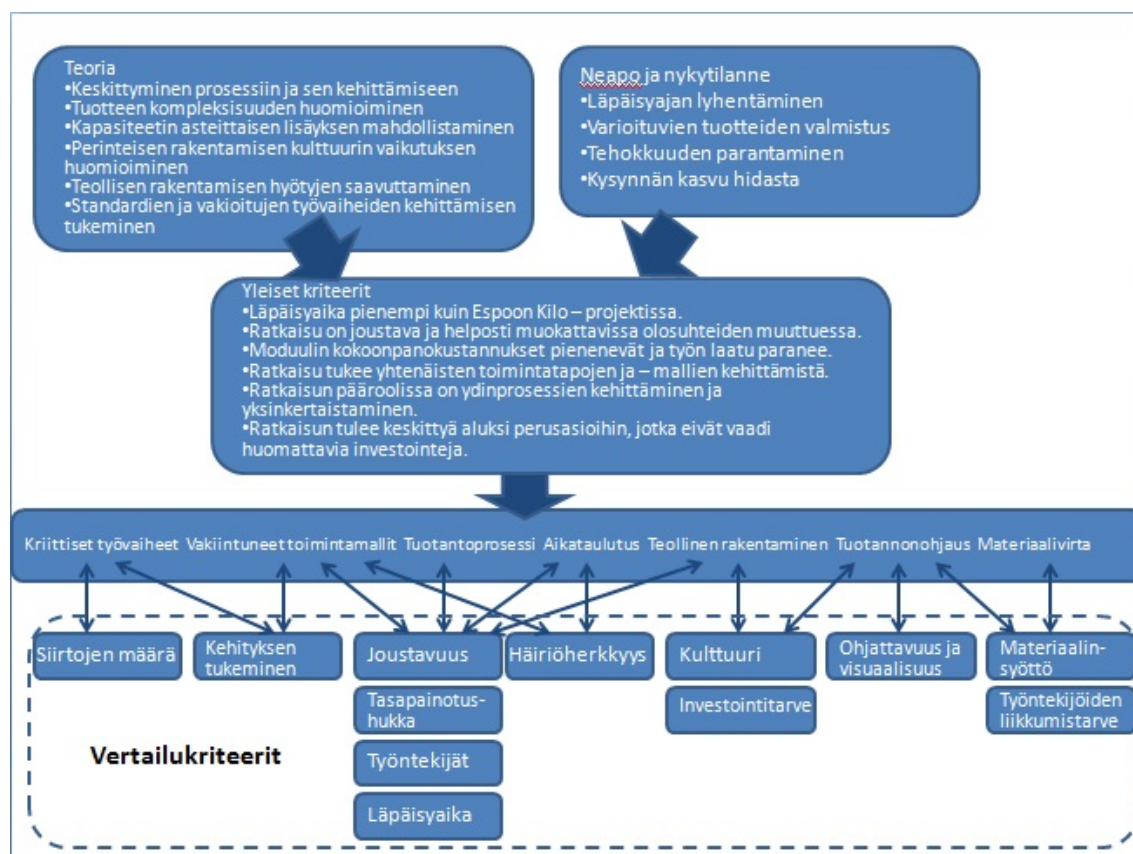 Teoria
•Keskittyminen prosessiin ja sen kehittämiseen
•Tuotteen kompleksisuuden huomioiminen
•Kapasiteetin asteittaisen lisäyksen mahdollistaminen
•Perinteisen rakentamisen kulttuurin vaikutuksen
huomioiminen
•Teollisen rakentamisen hyötyjen saavuttaminen
•Standardien ja vakioitujen työvaiheiden kehittämisen
tukeminen
Neapo ja nykytilanne
•Läpäisyajan lyhentäminen
•Varioituvien tuotteiden valmistus
•Tehokkuuden parantaminen
•Kysynnän kasvu hidasta
Yleiset kriteerit
•Läpäisyaika pienempi kuin Espoon Kilo – projektissa.
•Ratkaisu on joustava ja helposti muokattavissa olosuhteiden muuttuessa.
•Moduulin kokoonpanokustannukset pienenevät ja työn laatu paranee.
•Ratkaisu tukee yhtenäisten toimintatapojen ja – mallien kehittämistä.
•Ratkaisun pääroolissa on ydinprosessien kehittäminen ja
yksinkertaistaminen.
•Ratkaisun tulee keskittyä aluksi perusasioihin, jotka eivät vaadi
huomattavia investointeja.
Kriittiset työvaiheet Vakiintuneet toimintamallit Tuotantoprosessi Aikataulutus Teollinen rakentaminen Tuotannonohjaus Materiaalivirta
Siirtojen määrä
Kehityksen
tukeminen
Joustavuus
Häiriöherkkyys
Kulttuuri
Ohjattavuus ja
visuaalisuus
Materiaalin-
syöttö
Tasapainotus-
hukka
Investointitarve
Työntekijöiden
liikkumistarve
Vertailukriteerit
Työntekijät
Läpäisyaika